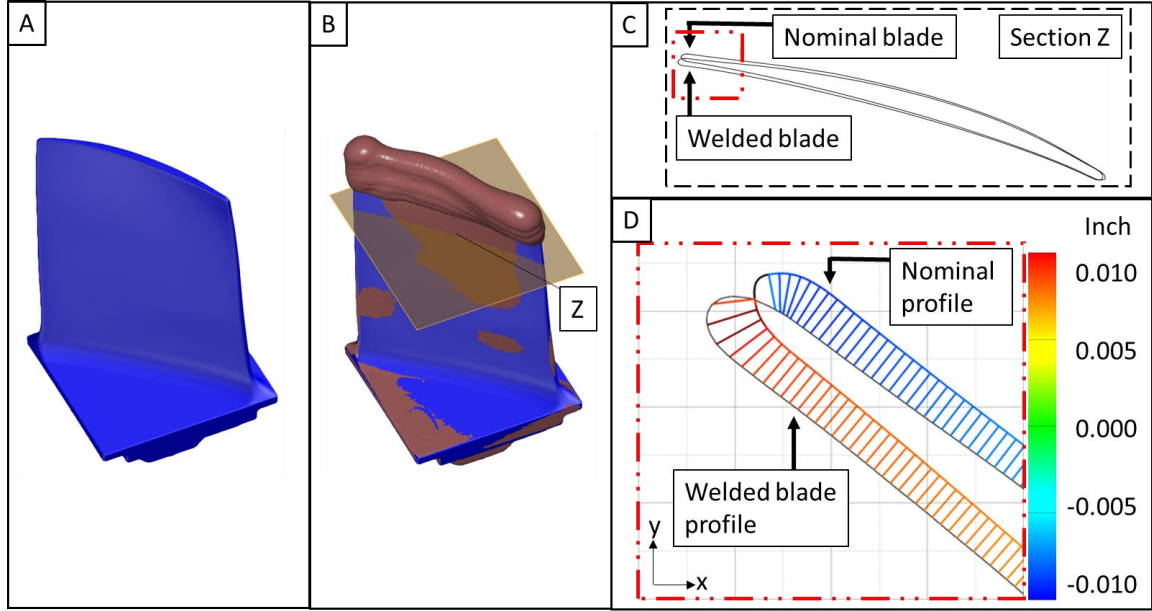 A
B
Z
C
Nominal blade
Section Z
Welded blade
D
Inch
Nominal
profile
0.010
0.005
0.000
-0.005
-0.010
Welded blade
profile
y
x